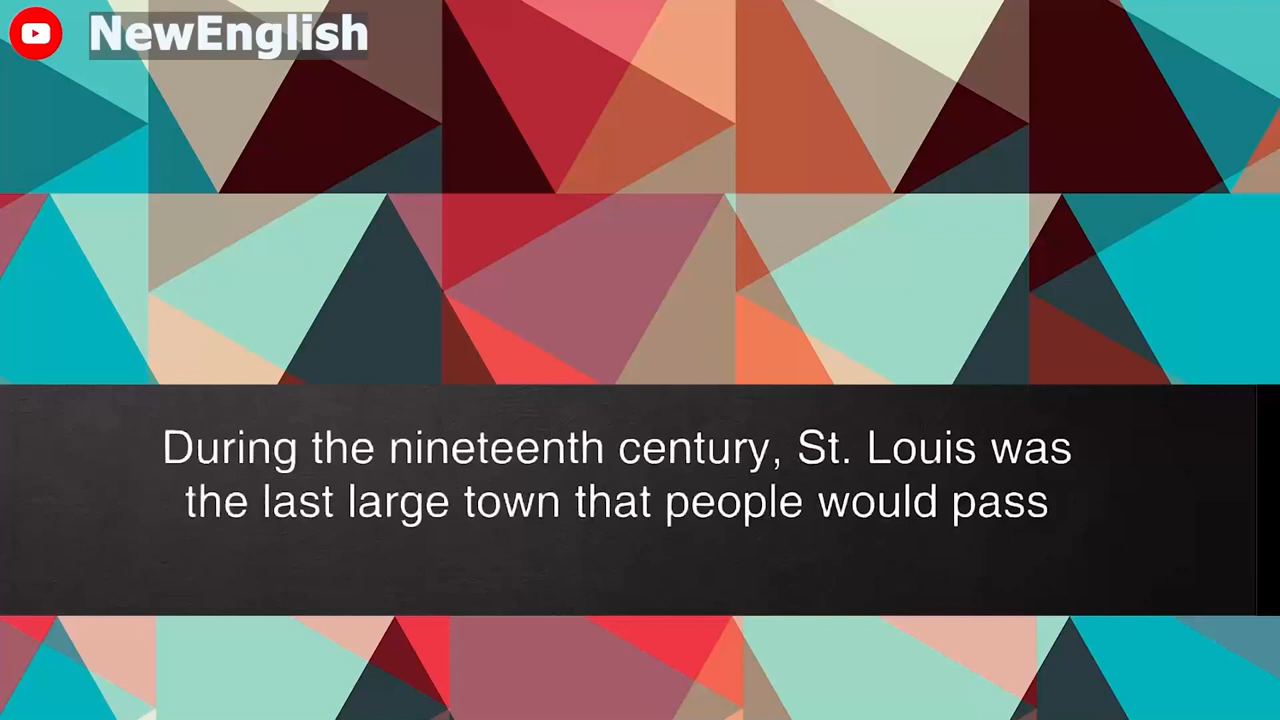 NewEnglish
During the nineteenth century, St. Louis was
the last large town that people would pass